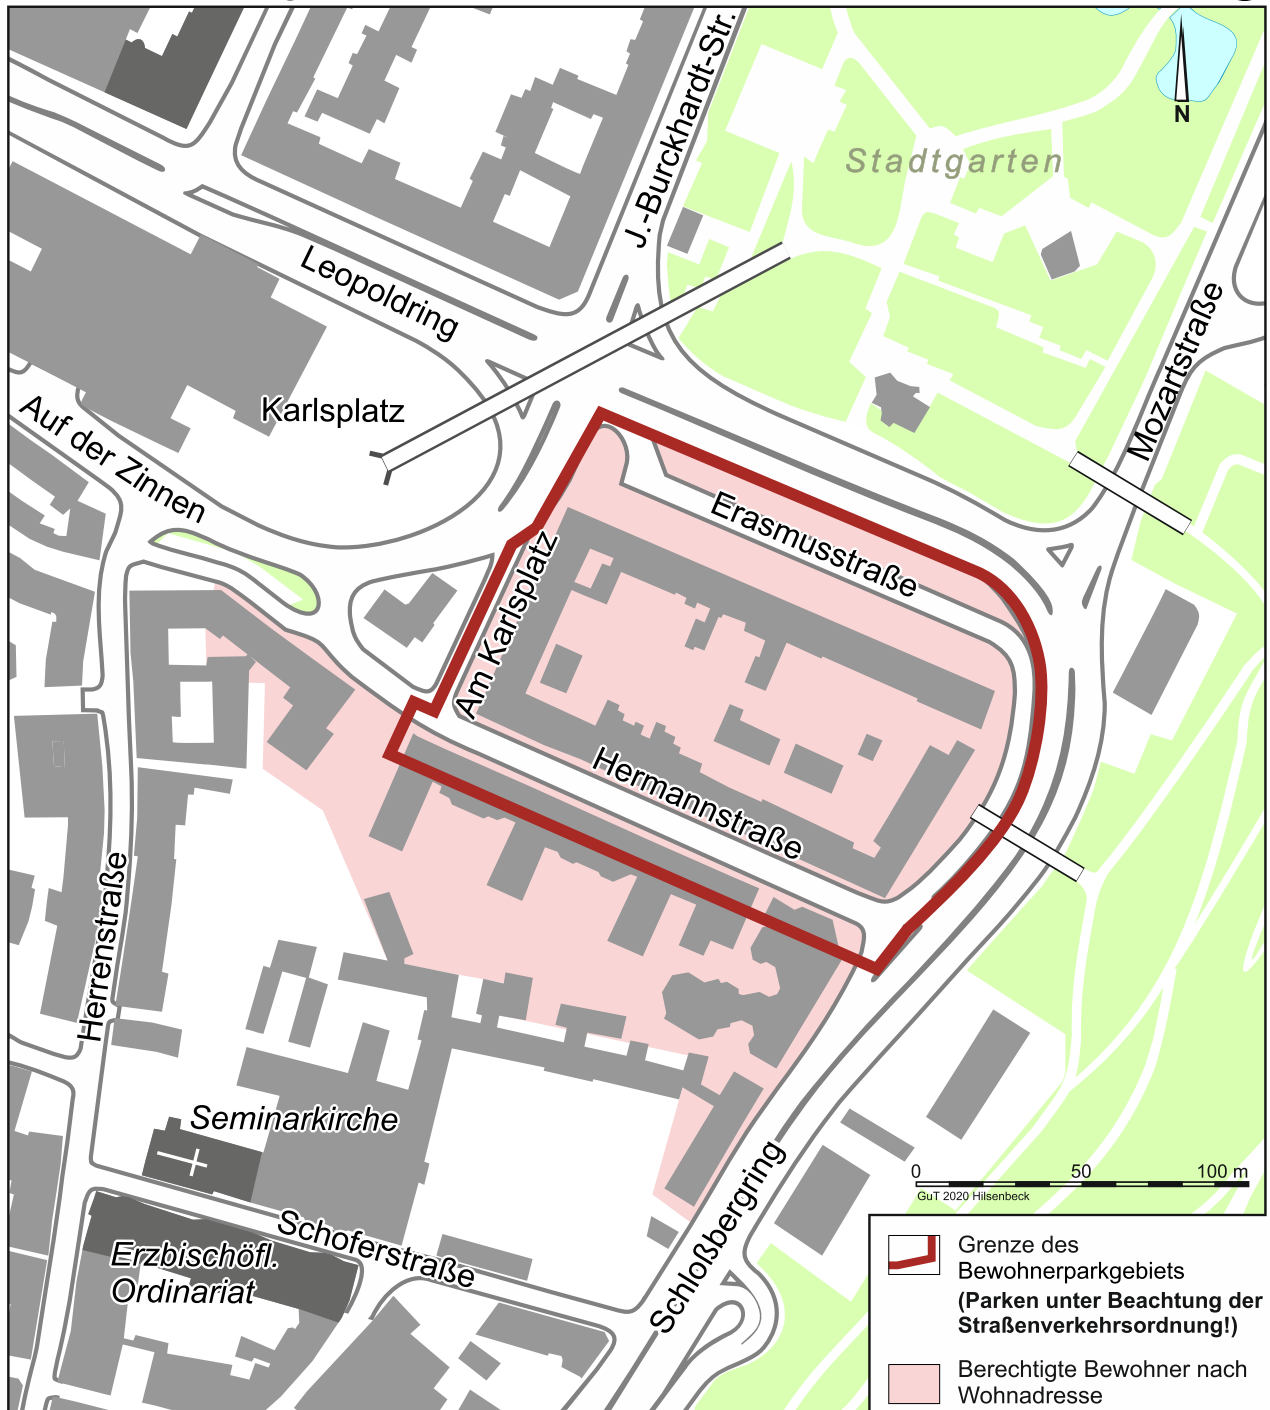 J.-Burckhardt-Str.
N
Stadtgarten
Leopoldring
Mozartstraße
Karlsplatz
Auf der Zinnen
Erasmusstraße
Am Karlsplatz
Hermannstraße
Herrenstraße
Seminarkirche
Schloßbergring
0 50 100 m
GuT 2020 Hilsenbeck
Schoferstraße
Erzbischöfl.
Ordinariat
Grenze des
Bewohnerparkgebiets
(Parken unter Beachtung der
Straßenverkehrsordnung!)
Berechtigte Bewohner nach
Wohnadresse